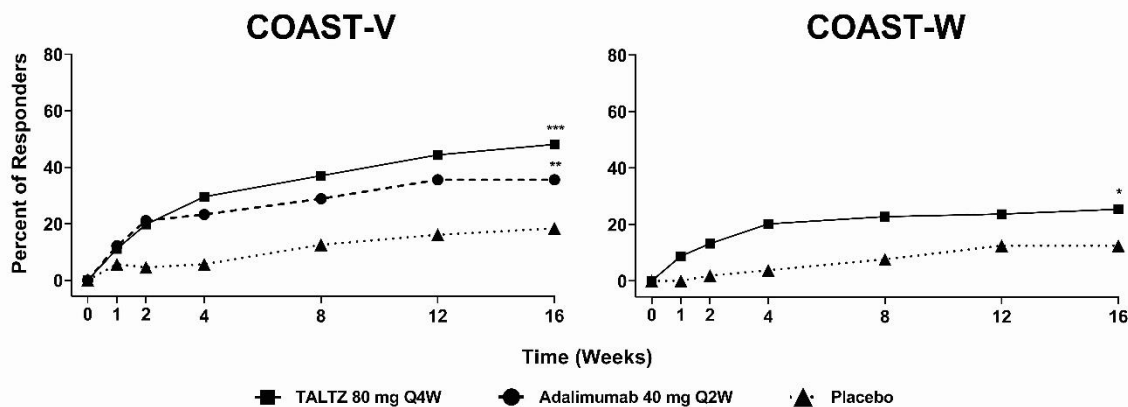 COAST-V
COAST-W
Percent of Responders
80
60
40
20
0
***
**
0 1 2 4 8 12 16
80
60
40
20
0
*
0 1 2 4 8 12 16
Time (Weeks)
TALTZ 80 mg Q4W Adalimumab 40 mg Q2W Placebo